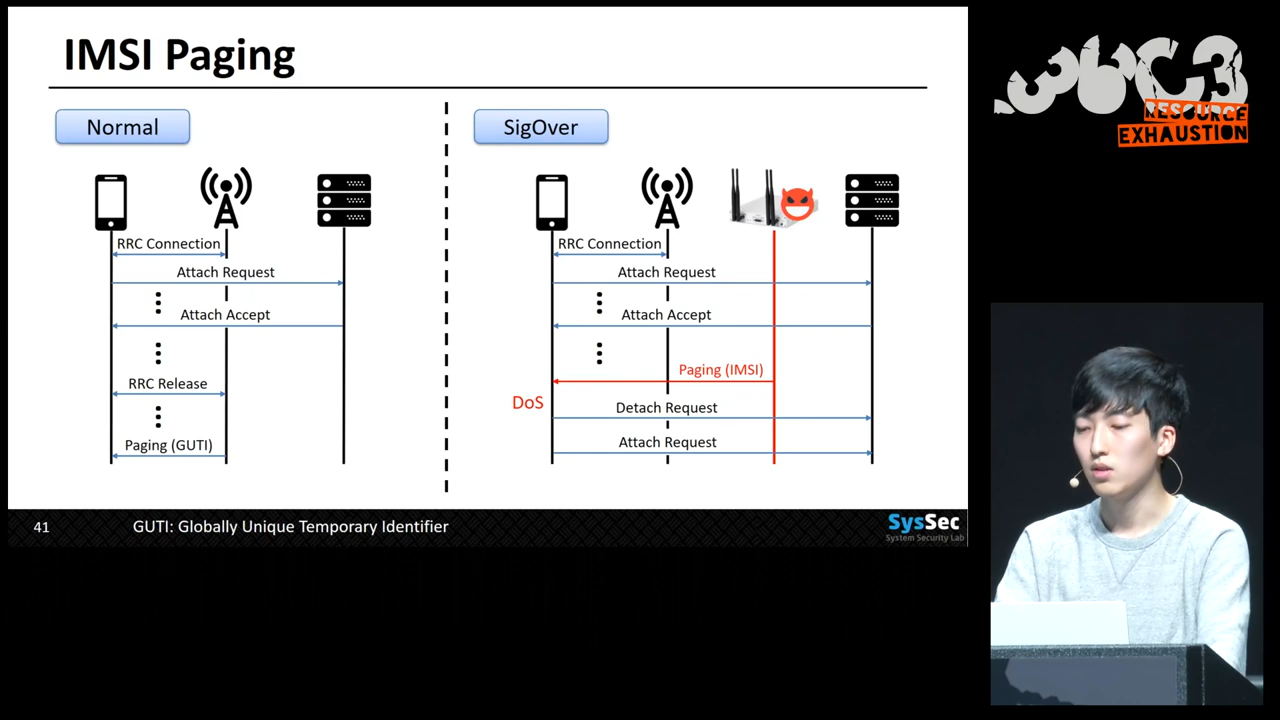 IMSI Paging
Normal
RRC Connection
Attach Request
Attach Accept
RRC Release
Paging (GUTI)
SigOver
RRC Connection
Attach Request
Attach Accept
Paging (IMSI)
DoS
Detach Request
Attach Request
41
GUTI: Globally Unique Temporary Identifier
SysSec
System Security Lab
36C3
RESOURCE
EXHAUSTION